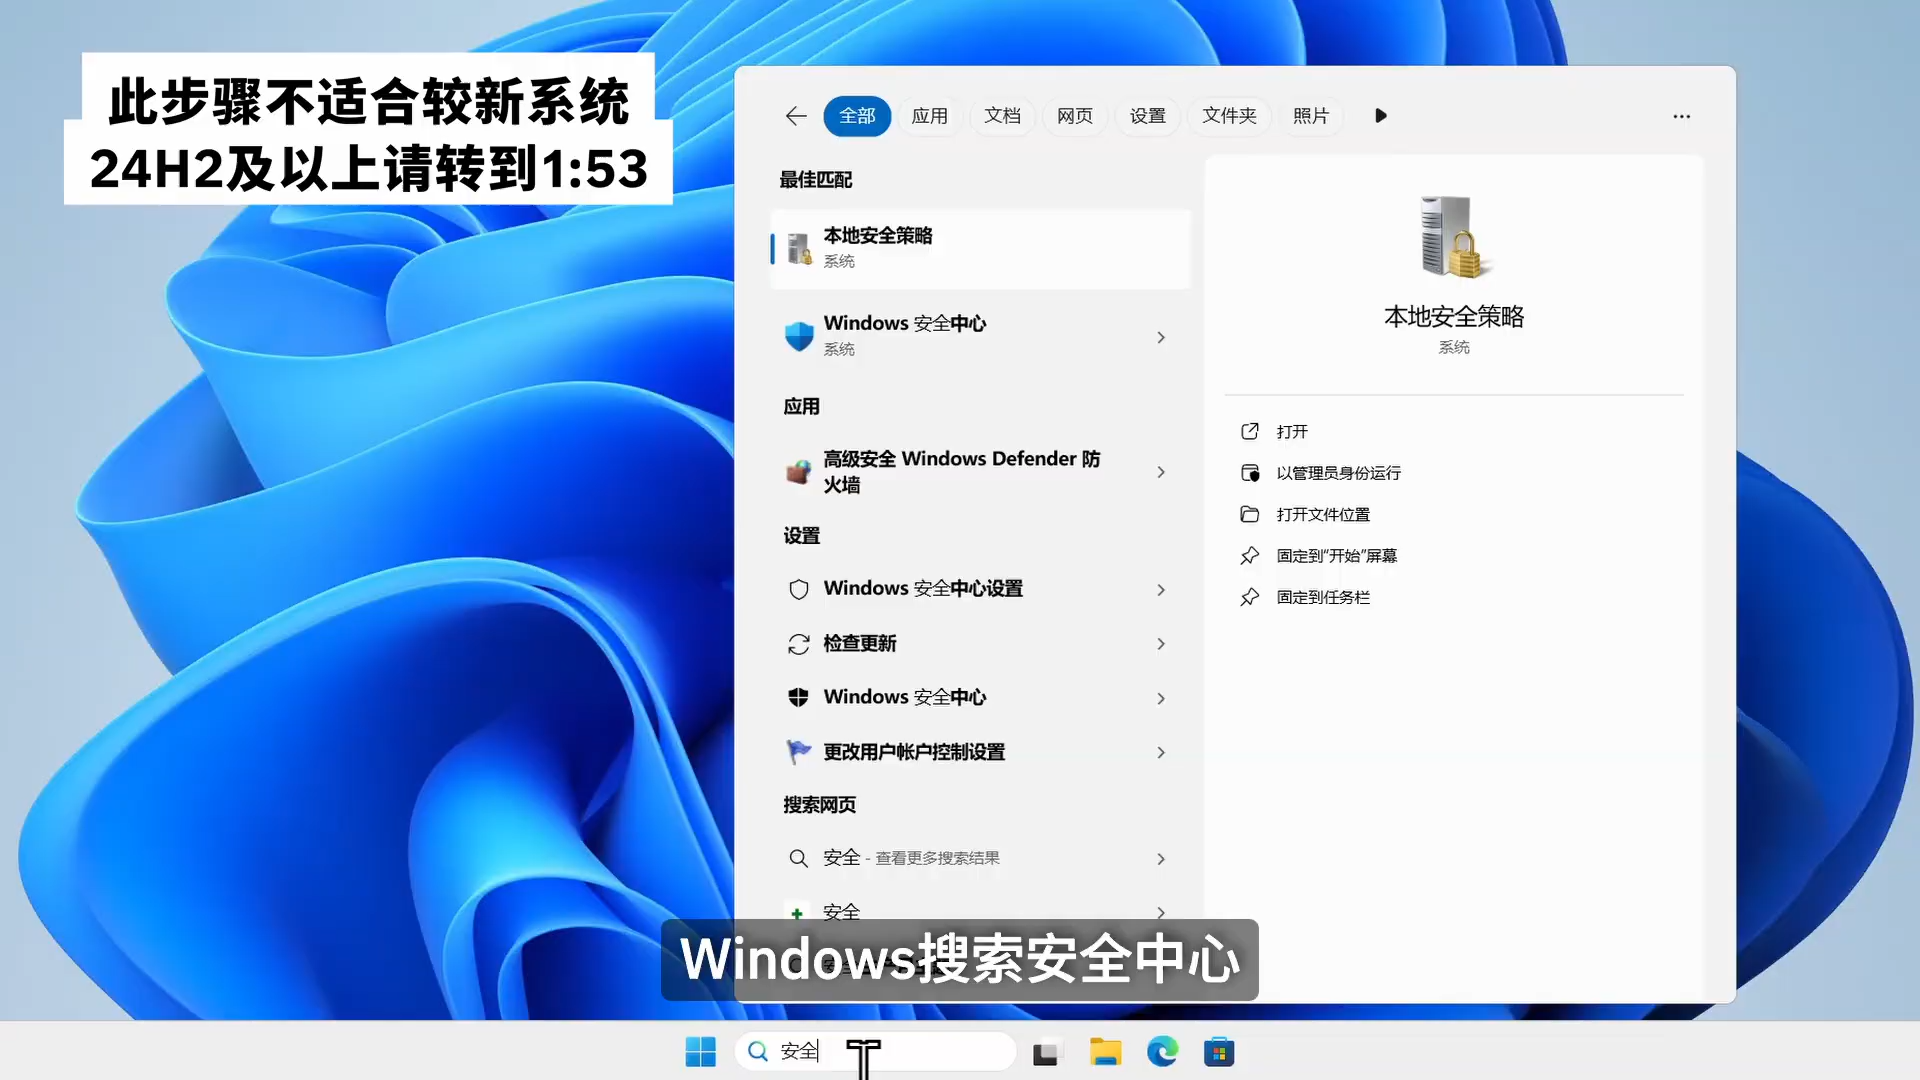 此步骤不适合较新系统
24H2及以上请转到1:53
全部
应用
文档
网页
设置
文件夹
照片
最佳匹配
本地安全策略
系统
Windows 安全中心
系统
应用
高级安全 Windows Defender 防
火墙
设置
Windows 安全中心设置
检查更新
Windows 安全中心
更改用户帐户控制设置
搜索网页
安全 - 查看更多搜索结果
安全
本地安全策略
系统
打开
以管理员身份运行
打开文件位置
固定到“开始”屏幕
固定到任务栏
Windows搜索安全中心
安全